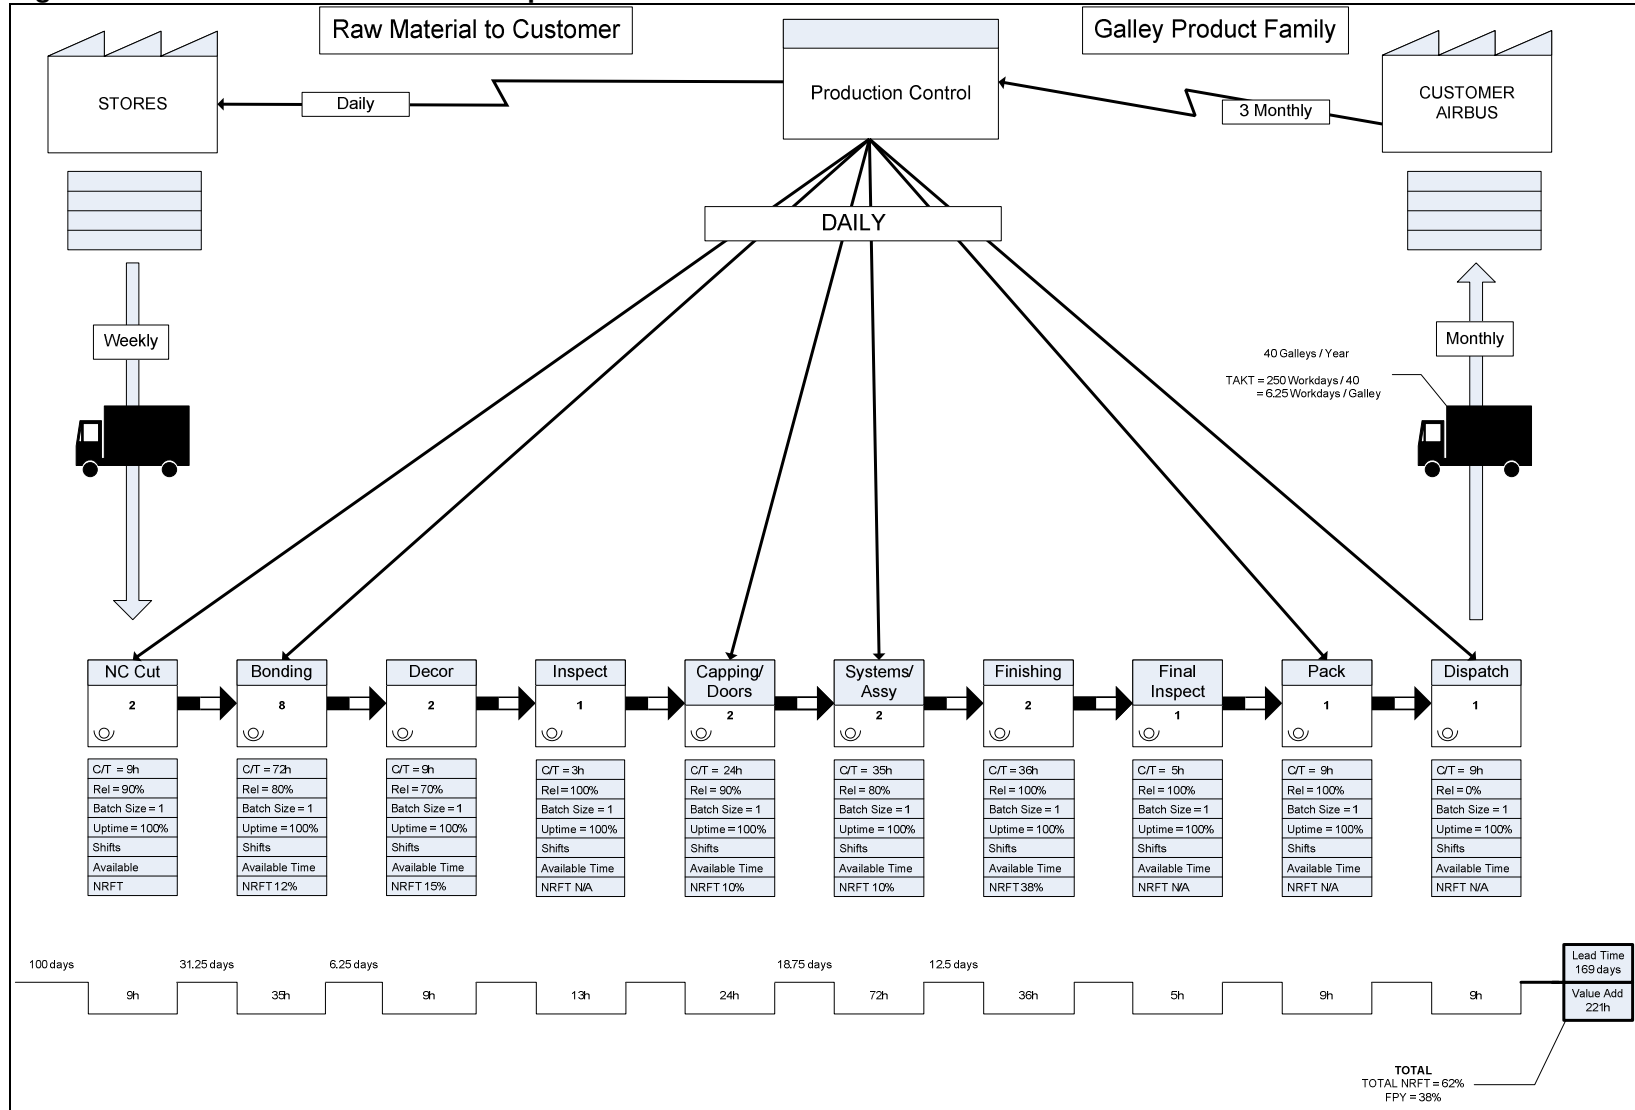 Raw Material to Customer
Galley Product Family
STORES
Daily
Production Control
3 Monthly
CUSTOMER
AIRBUS
DAILY
Weekly
Monthly
40 Galleys / Year
TAKT = 250 Workdays / 40
= 6.25 Workdays / Galley
NC Cut
2
Bonding
8
Decor
2
Inspect
1
Capping/
Doors
2
Systems/
Assy
2
Finishing
2
Final
Inspect
1
Pack
1
Dispatch
1
C/T = 9h
Rel = 90%
Batch Size = 1
Uptime = 100%
Shifts
Available
NRFT
C/T = 72h
Rel = 80%
Batch Size = 1
Uptime = 100%
Shifts
Available Time
NRFT 12%
C/T = 9h
Rel = 70%
Batch Size = 1
Uptime = 100%
Shifts
Available Time
NRFT 15%
C/T = 3h
Rel = 100%
Batch Size = 1
Uptime = 100%
Shifts
Available Time
NRFT N/A
C/T = 24h
Rel = 90%
Batch Size = 1
Uptime = 100%
Shifts
Available Time
NRFT 10%
C/T = 35h
Rel = 80%
Batch Size = 1
Uptime = 100%
Shifts
Available Time
NRFT 10%
C/T = 36h
Rel = 100%
Batch Size = 1
Uptime = 100%
Shifts
Available Time
NRFT 38%
C/T = 5h
Rel = 100%
Batch Size = 1
Uptime = 100%
Shifts
Available Time
NRFT N/A
C/T = 9h
Rel = 100%
Batch Size = 1
Uptime = 100%
Shifts
Available Time
NRFT N/A
C/T = 9h
Rel = 0%
Batch Size = 1
Uptime = 100%
Shifts
Available Time
NRFT N/A
100 days
31.25 days
6.25 days
18.75 days
12.5 days
9h
35h
9h
13h
24h
72h
36h
5h
9h
9h
Lead Time
169 days
Value Add
221h
TOTAL
TOTAL NRFT = 62%
FPY = 38%